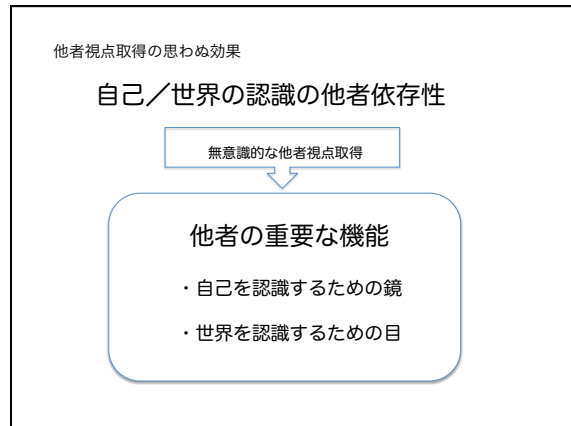 他者視点取得の思わぬ効果
自己／世界の認識の他者依存性
無意識的な他者視点取得
他者の重要な機能
・自己を認識するための鏡
・世界を認識するための目